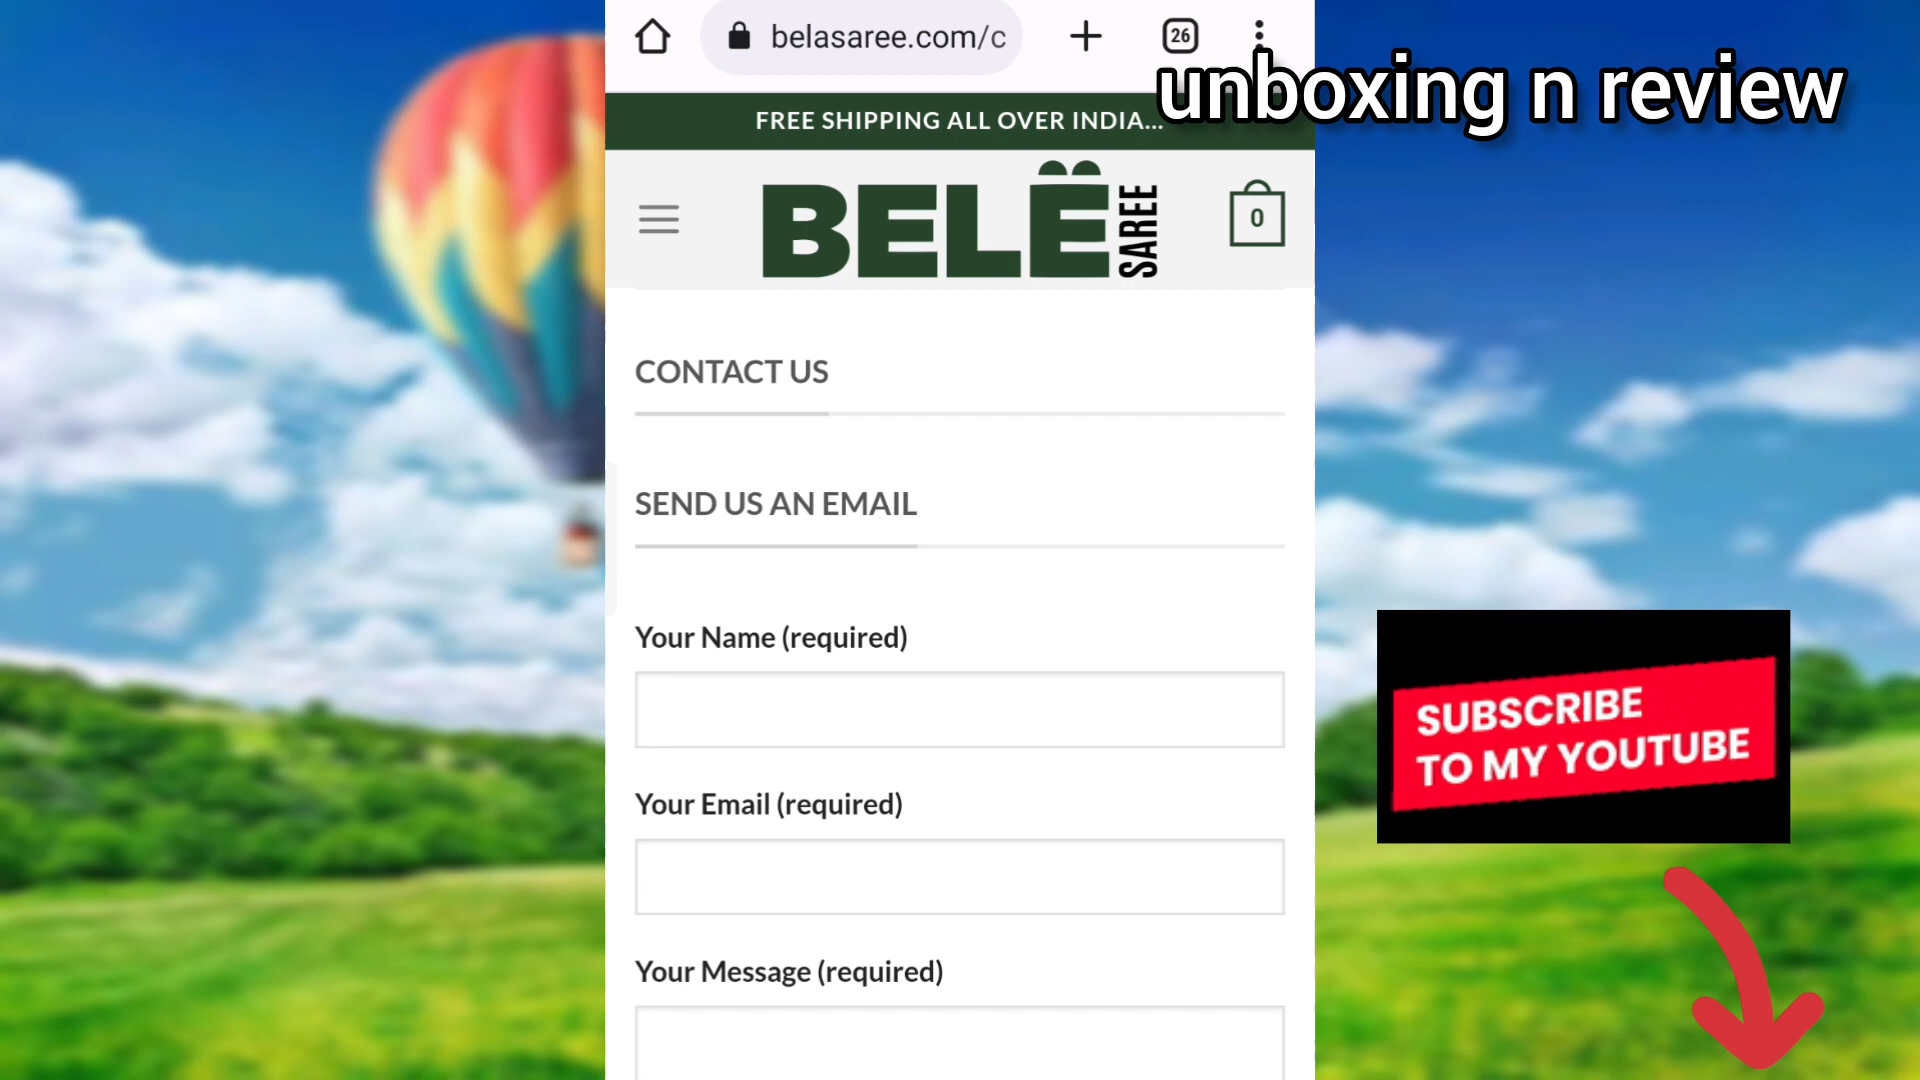 belasaree.com/c
26
unboxing n review
FREE SHIPPING ALL OVER INDIA...
BELË SAREE
0
CONTACT US
SEND US AN EMAIL
Your Name (required)
Your Email (required)
Your Message (required)
SUBSCRIBE
TO MY YOUTUBE